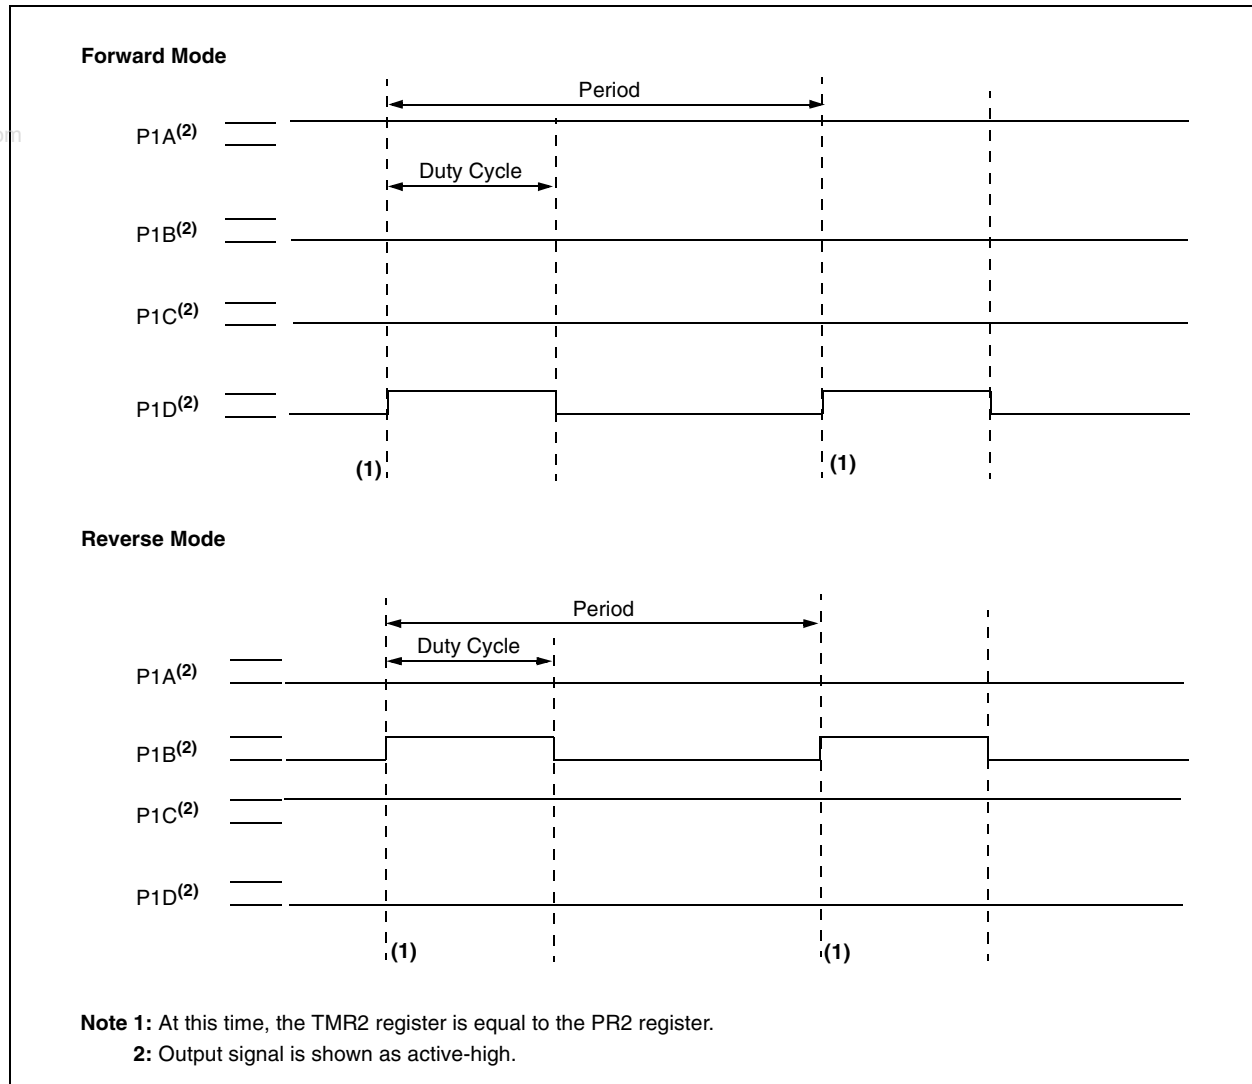 Forward Mode
Period
om
P1A(2)
Duty Cycle
P1B(2)
P1C(2)
P1D(2)
(1)
(1)
Reverse Mode
Period
Duty Cycle
P1A(2)
P1B(2)
P1C(2)
P1D(2)
(1)
(1)
Note 1: At this time, the TMR2 register is equal to the PR2 register.
2: Output signal is shown as active-high.